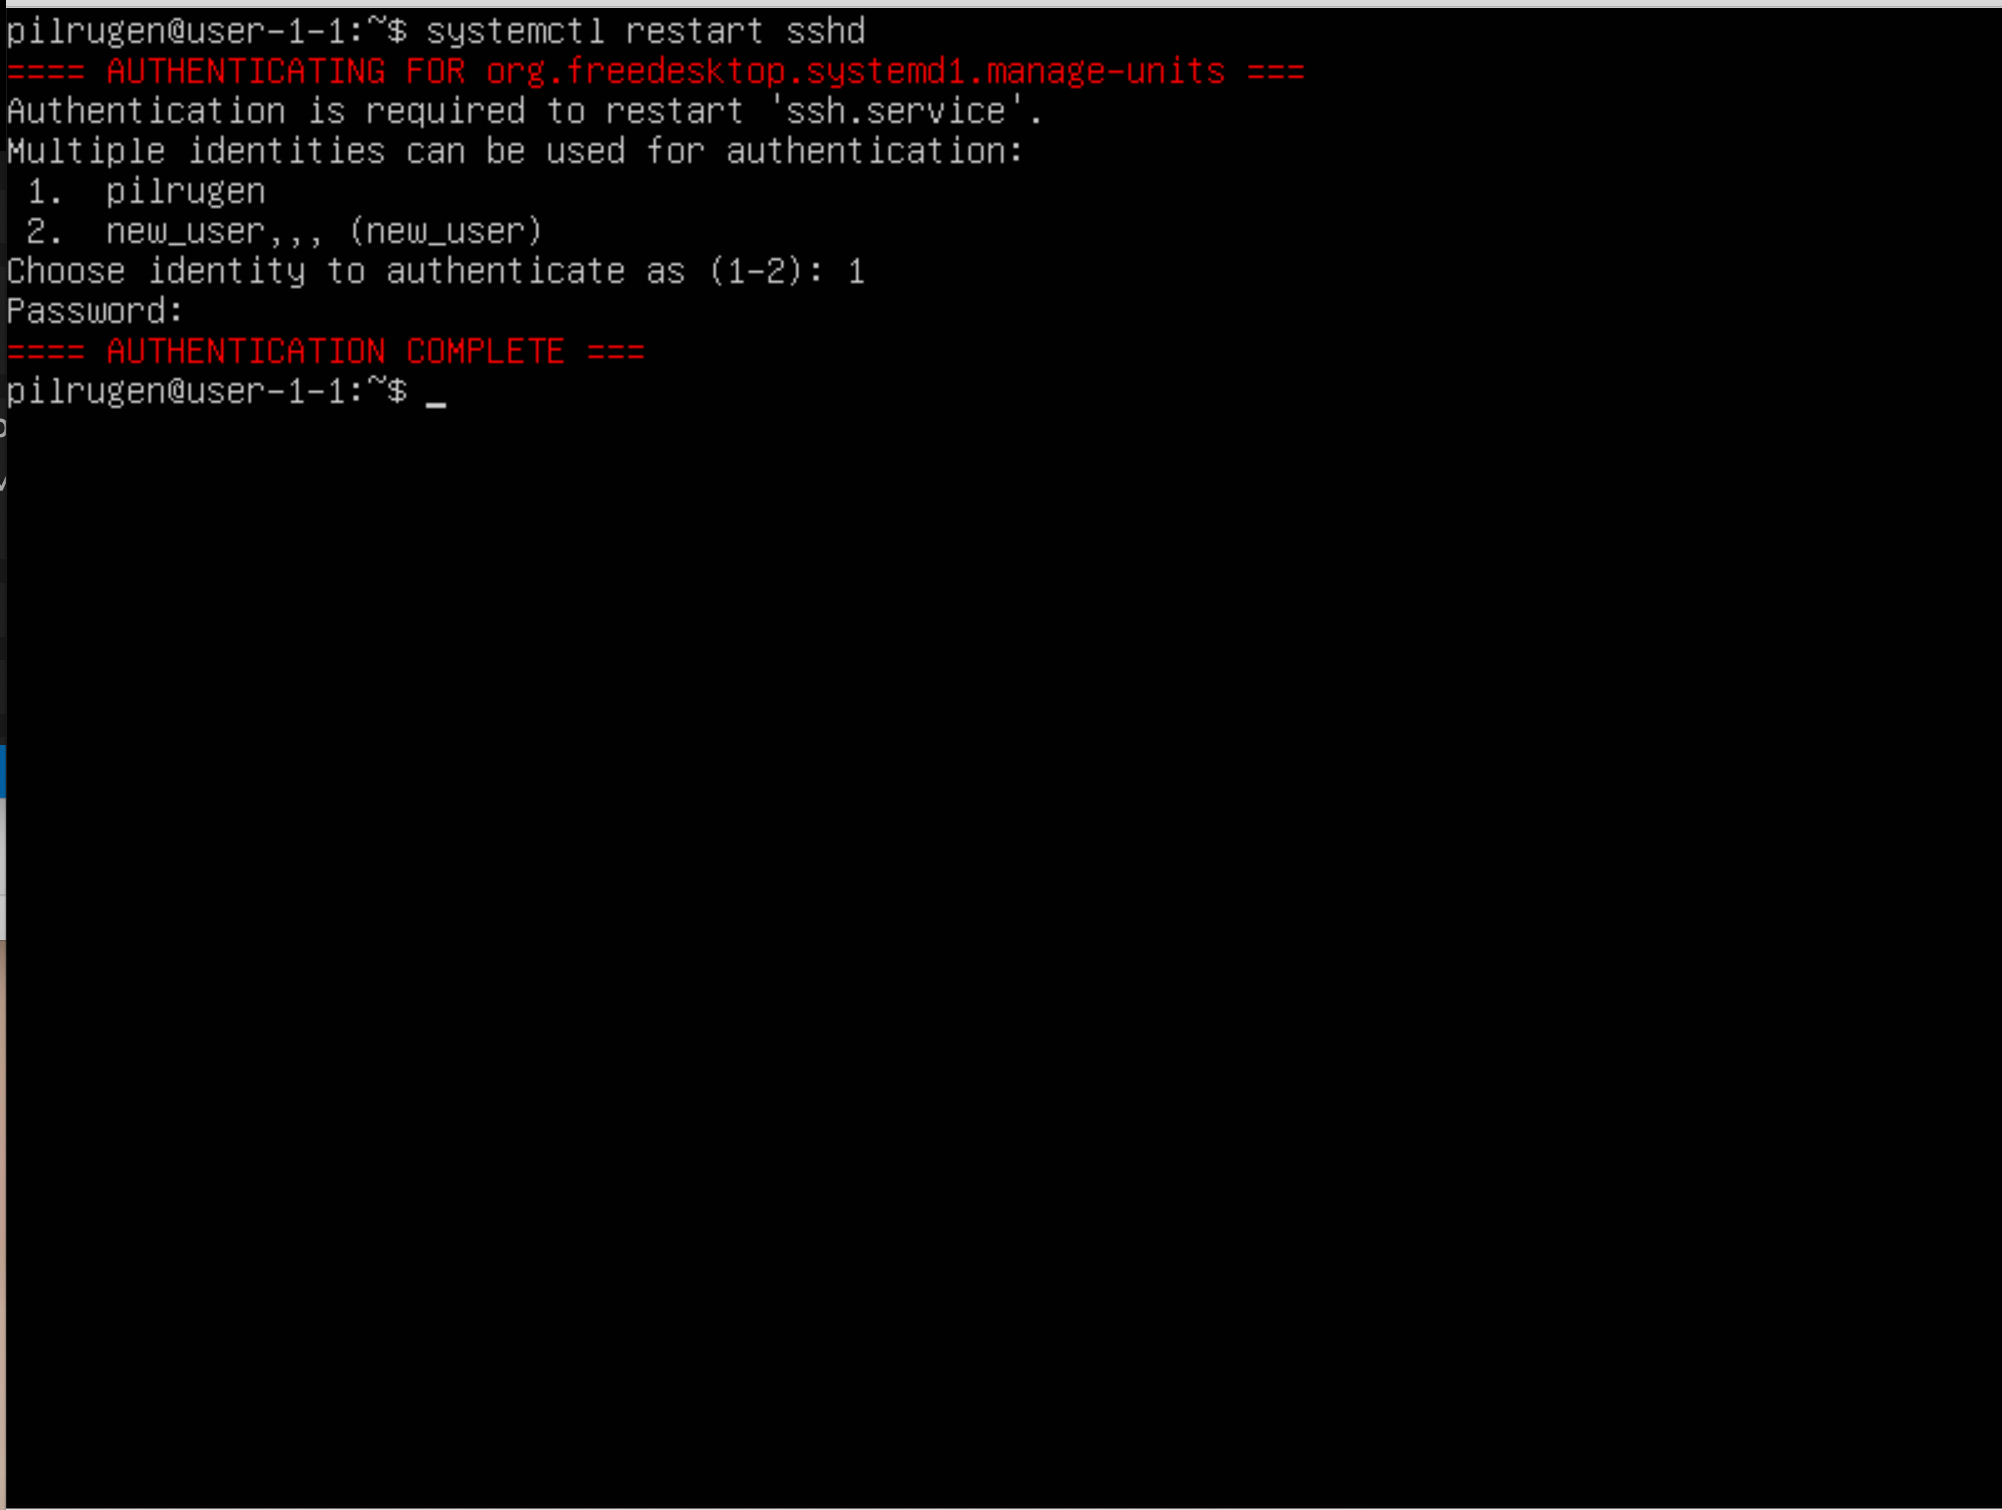 pilrugen@user-1-1:~$ systemctl restart sshd
==== AUTHENTICATING FOR org.freedesktop.systemd1.manage-units ===
Authentication is required to restart 'ssh.service'.
Multiple identities can be used for authentication:
 1.  pilrugen
 2.  new_user,,, (new_user)
Choose identity to authenticate as (1-2): 1
Password:
==== AUTHENTICATION COMPLETE ===
pilrugen@user-1-1:~$ _